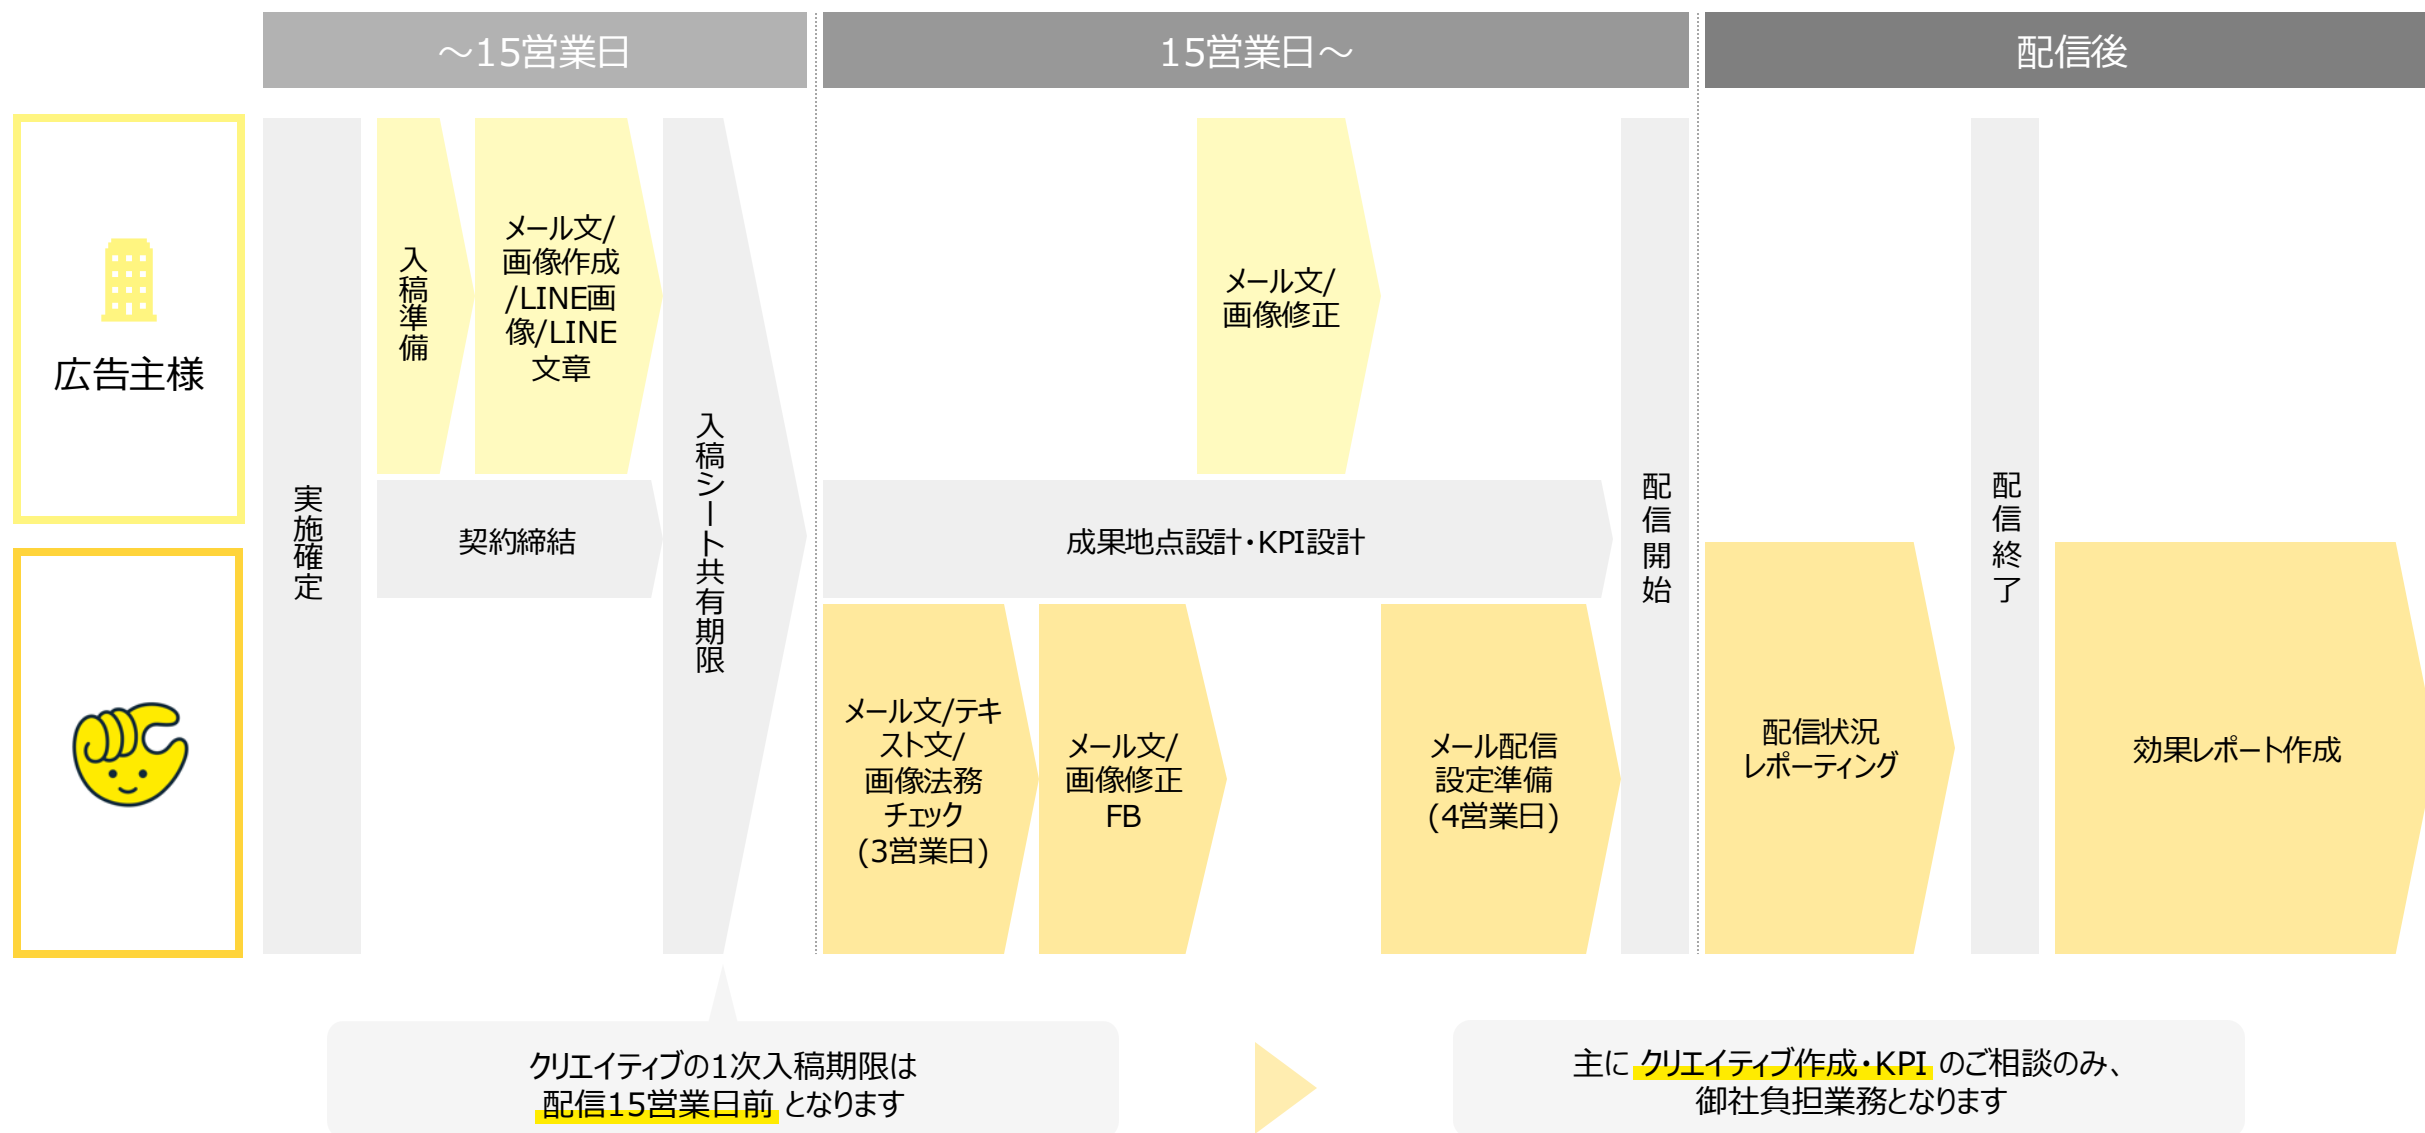 ～15営業日
15営業日～
配信後
広告主様
実施確定
入稿準備
メール文/
画像作成
/LINE画
像/LINE
文章
契約締結
入稿シート共有期限
メール文/
画像修正
成果地点設計・KPI設計
メール文/テキ
スト文/
画像法務
チェック
(3営業日)
メール文/
画像修正
FB
メール配信
設定準備
(4営業日)
配信開始
配信状況
レポーティング
配信終了
効果レポート作成
クリエイティブの1次入稿期限は
配信15営業日前 となります
主に クリエイティブ作成・KPI のご相談のみ、
御社負担業務となります